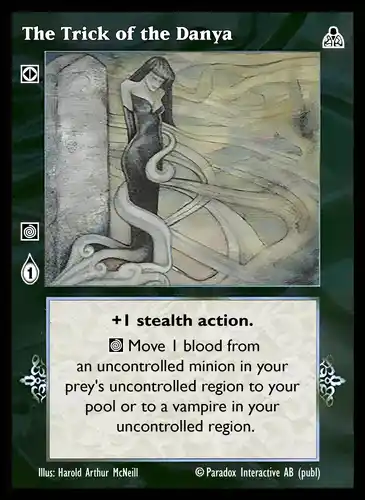 The Trick of the Danya
1
+1 stealth action.
Move 1 blood from
an uncontrolled minion in your
prey's uncontrolled region to your
pool or to a vampire in your
uncontrolled region.
Illus: Harold Arthur McNeill © Paradox Interactive AB (publ)